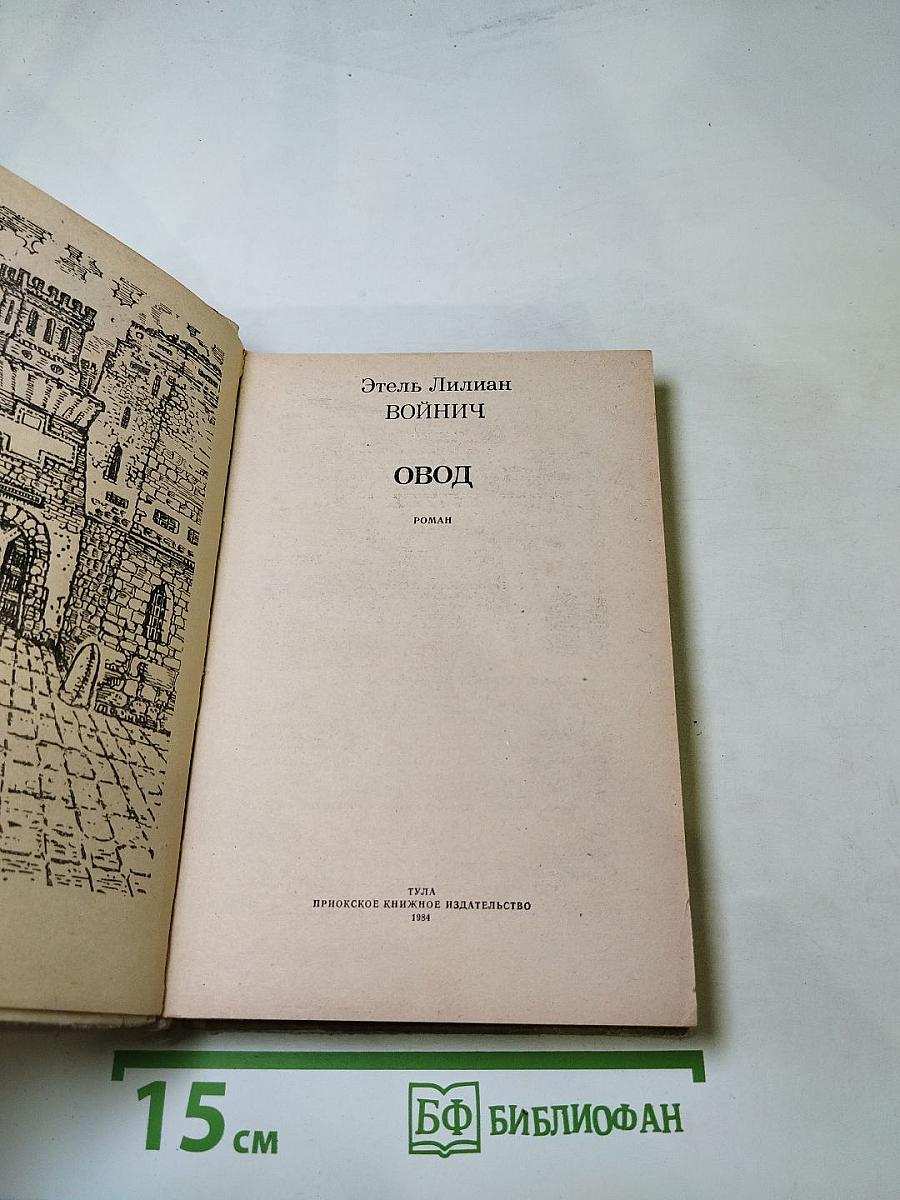 Этель Лилиан
ВОЙНИЧ
ОВОД
РОМАН
ТУЛА
ПРИОКСКОЕ КНИЖНОЕ ИЗДАТЕЛЬСТВО
1984
15 см
БФ БИБЛИОФАН